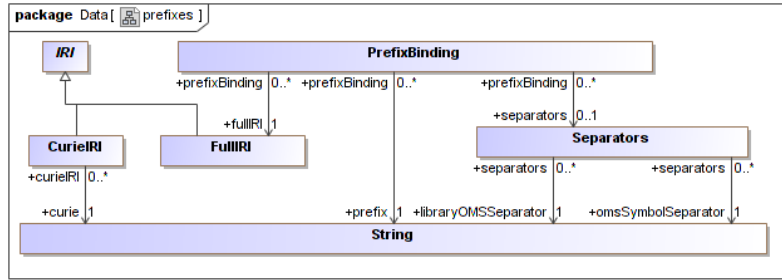 package Data[ prefixes ]
IRI
PrefixBinding
+prefixBinding 0..* +prefixBinding 0..* +prefixBinding 0..*
+fullIRI 1 +separators 0..1
CurieIRI FullIRI Separators
+curieIRI 0..* +separators 0..* +separators 0..*
+curie 1 +prefix 1 +libraryOMSSeparator 1 +omsSymbolSeparator 1
String